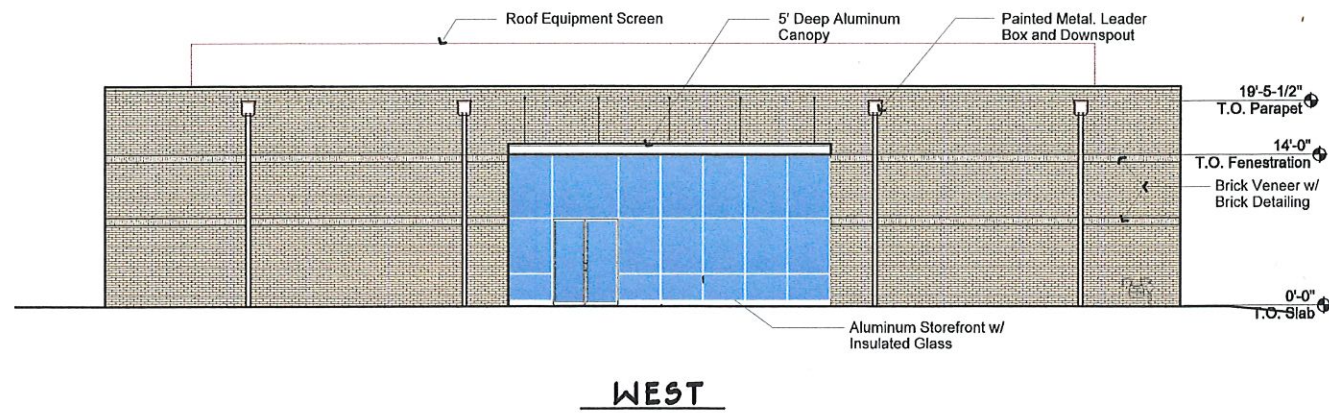 Roof Equipment Screen
5' Deep Aluminum
Canopy
Painted Metal. Leader
Box and Downspout
19'-5-1/2"
T.O. Parapet
14'-0"
T.O. Fenestration
Brick Veneer w/
Brick Detailing
0'-0"
T.O. Slab
Aluminum Storefront w/
Insulated Glass
WEST